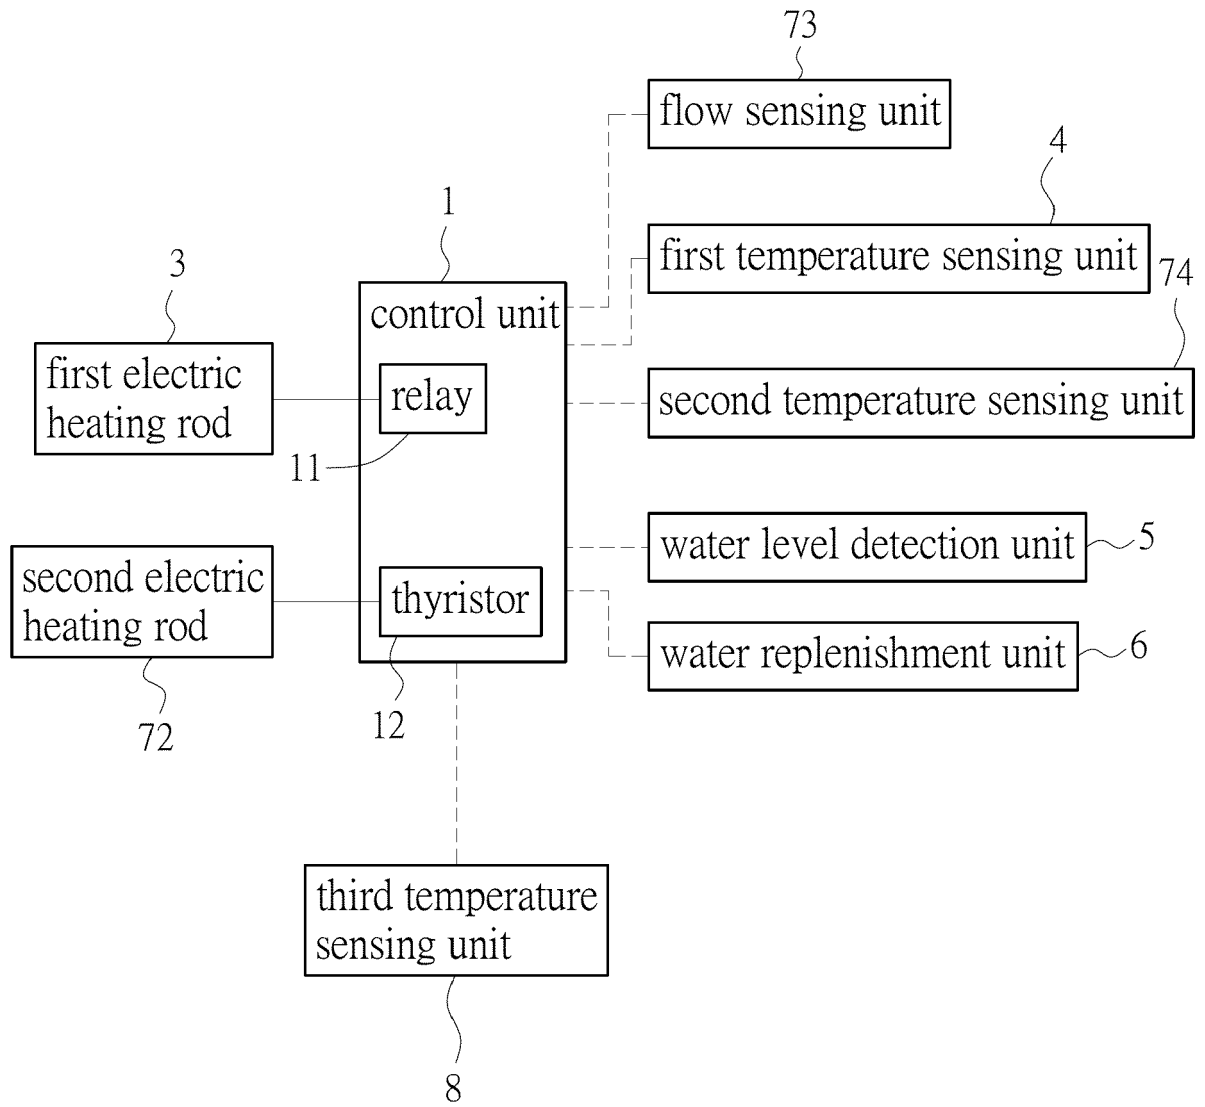 73
flow sensing unit
4
1
first temperature sensing unit
3
74
control unit
first electric
heating rod
relay
second temperature sensing unit
11
water level detection unit
5
second electric
heating rod
thyristor
water replenishment unit
6
72
12
third temperature
sensing unit
8